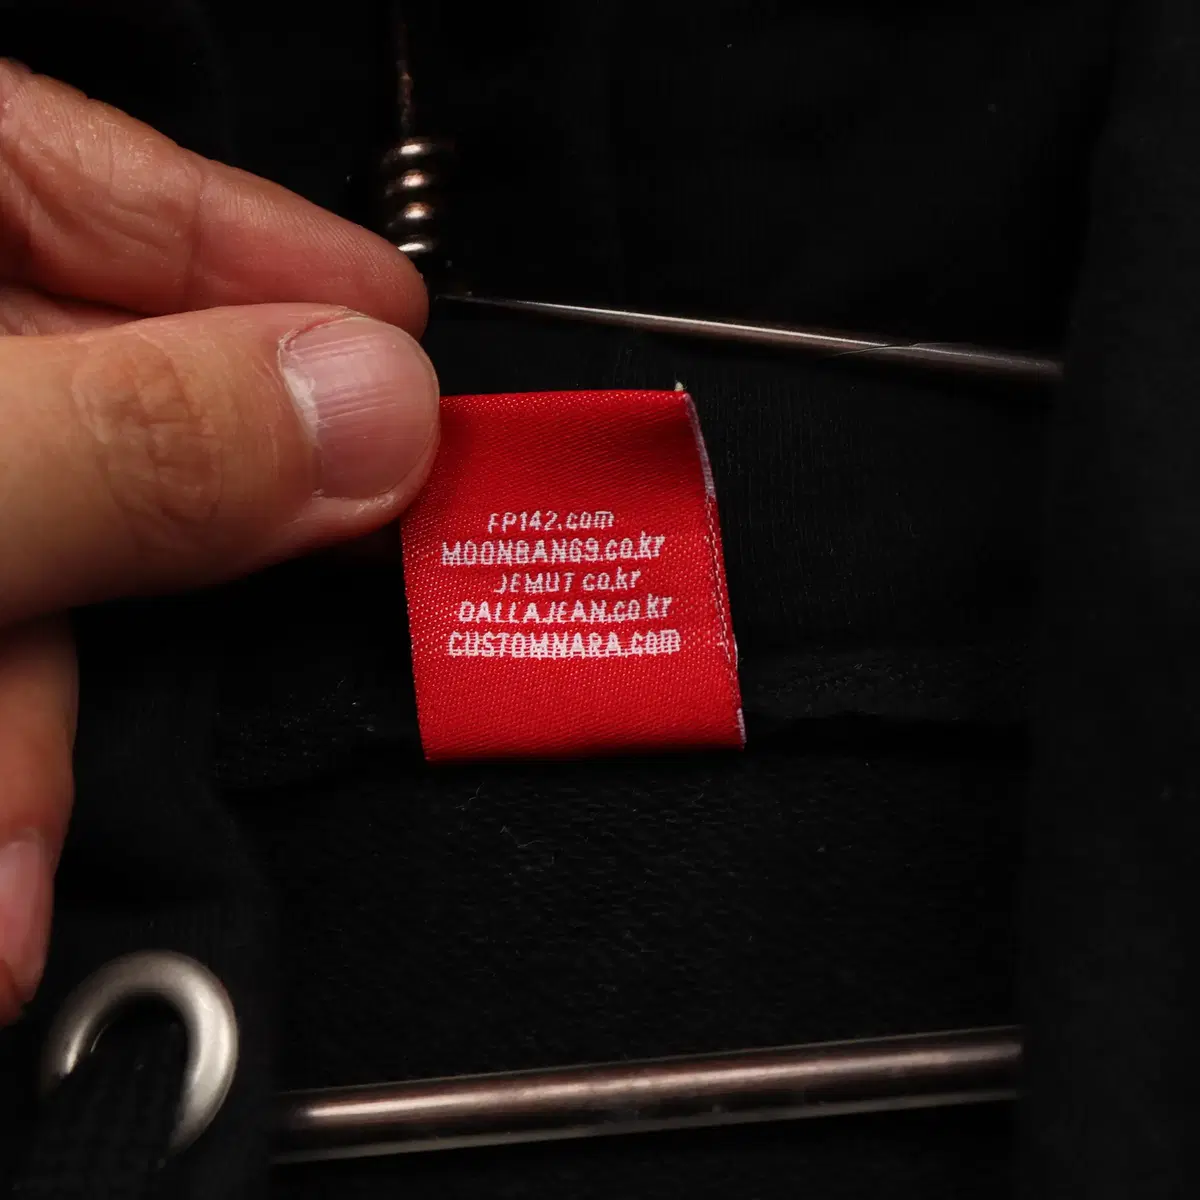 FP142.com
MOONBANG9.co.kr
JEMUT co.kr
DALLAJEAN.co.kr
CUSTOMNARA.com